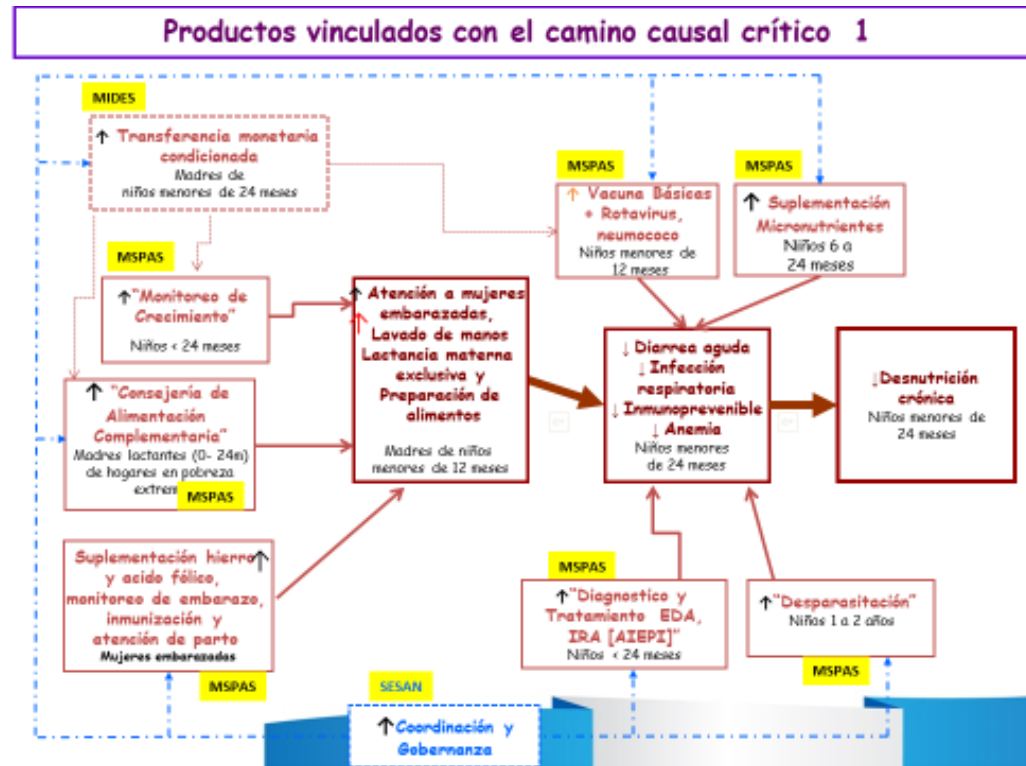 Productos vinculados con el camino causal crítico 1
MIDES
↑ Transferencia monetaria
condicionada
Madres de
niños menores de 24 meses
MSPAS
↑ Vacuna Básicas
+ Rotavirus,
neumococo
Niños menores de
12 meses
MSPAS
↑ Suplementación
Micronutrientes
Niños 6 a
24 meses
MSPAS
↑"Monitoreo de
Crecimiento"
Niños < 24 meses
↑ Atención a mujeres
↑ embarazadas,
Lavado de manos
Lactancia materna
exclusiva y
Preparación de
alimentos
Madres de niños
menores de 12 meses
↓ Diarrea aguda
↓ Infección
respiratoria
↓ Inmunoprevenible
↓ Anemia
Niños menores
de 24 meses
↓Desnutrición
crónica
Niños menores de
24 meses
↑ "Consejería de
Alimentación
Complementaria"
Madres lactantes (0- 24m)
de hogares en pobreza
MSPAS
Suplementación hierro ↑
y acido fólico,
monitoreo de embarazo,
inmunización y
atención de parto
Mujeres embarazadas
MSPAS
MSPAS
↑"Diagnostico y
Tratamiento EDA,
IRA [AIEPI]"
Niños < 24 meses
↑"Desparasitación"
Niños 1 a 2 años
MSPAS
SESAN
↑Coordinación y
Gobernanza